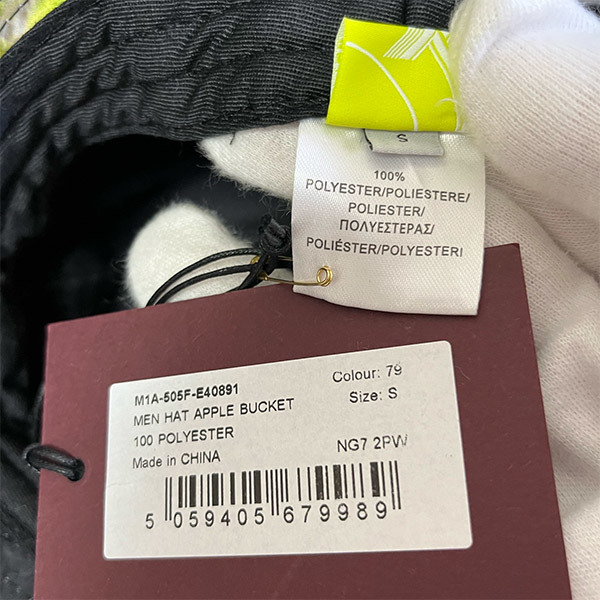 S
100%
POLYESTER/POLIESTERE/
POLIESTER/
ΠΟΛΥΕΣΤΕΡΑΣ/
POLIÉSTER/POLYESTERI
M1A-505F-E40891
MEN HAT APPLE BUCKET
100 POLYESTER
Made in CHINA
Colour: 79
Size: S
NG7 2PW
5 059405 679989